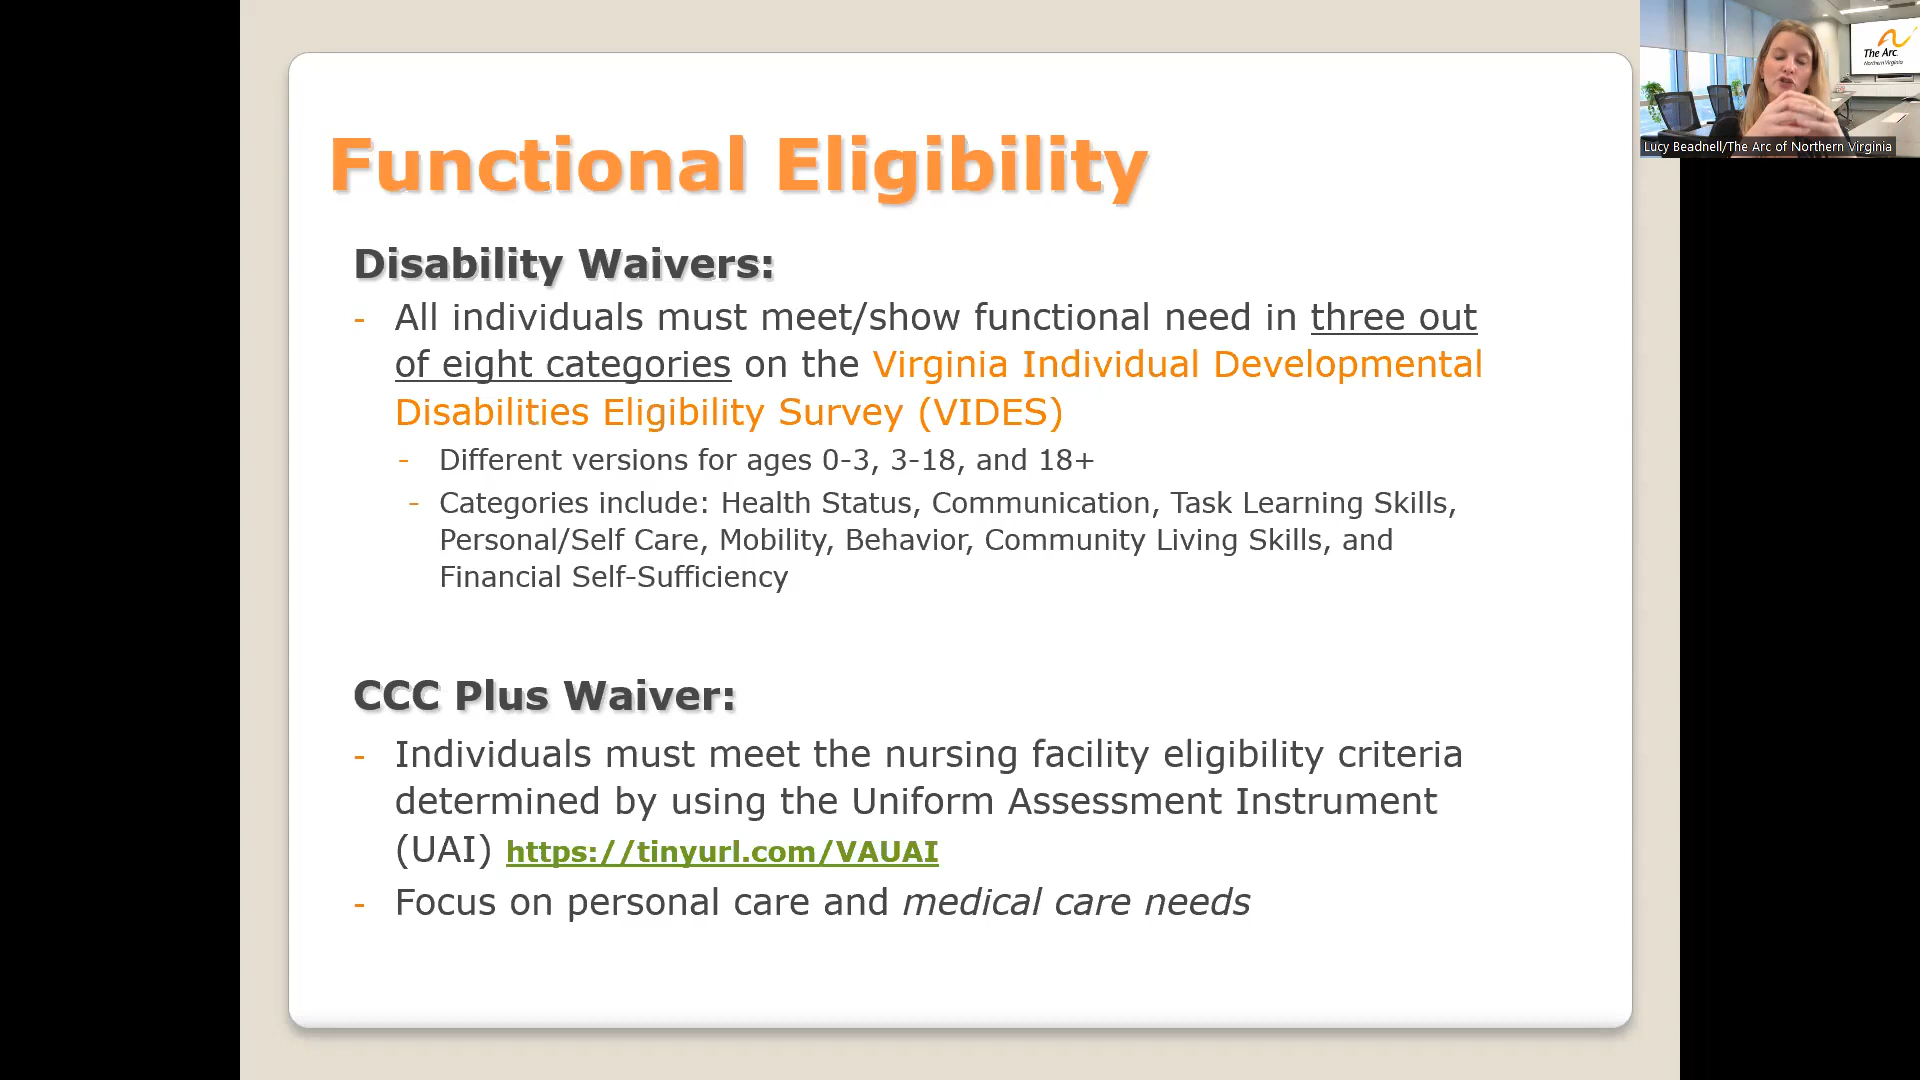 Functional Eligibility
Disability Waivers:
- All individuals must meet/show functional need in three out
of eight categories on the Virginia Individual Developmental
Disabilities Eligibility Survey (VIDES)
- Different versions for ages 0-3, 3-18, and 18+
- Categories include: Health Status, Communication, Task Learning Skills,
Personal/Self Care, Mobility, Behavior, Community Living Skills, and
Financial Self-Sufficiency
CCC Plus Waiver:
- Individuals must meet the nursing facility eligibility criteria
determined by using the Uniform Assessment Instrument
(UAI) https://tinyurl.com/VAUAI
- Focus on personal care and medical care needs
The Arc.
Northern Virginia
Lucy Beadnell/The Arc of Northern Virginia